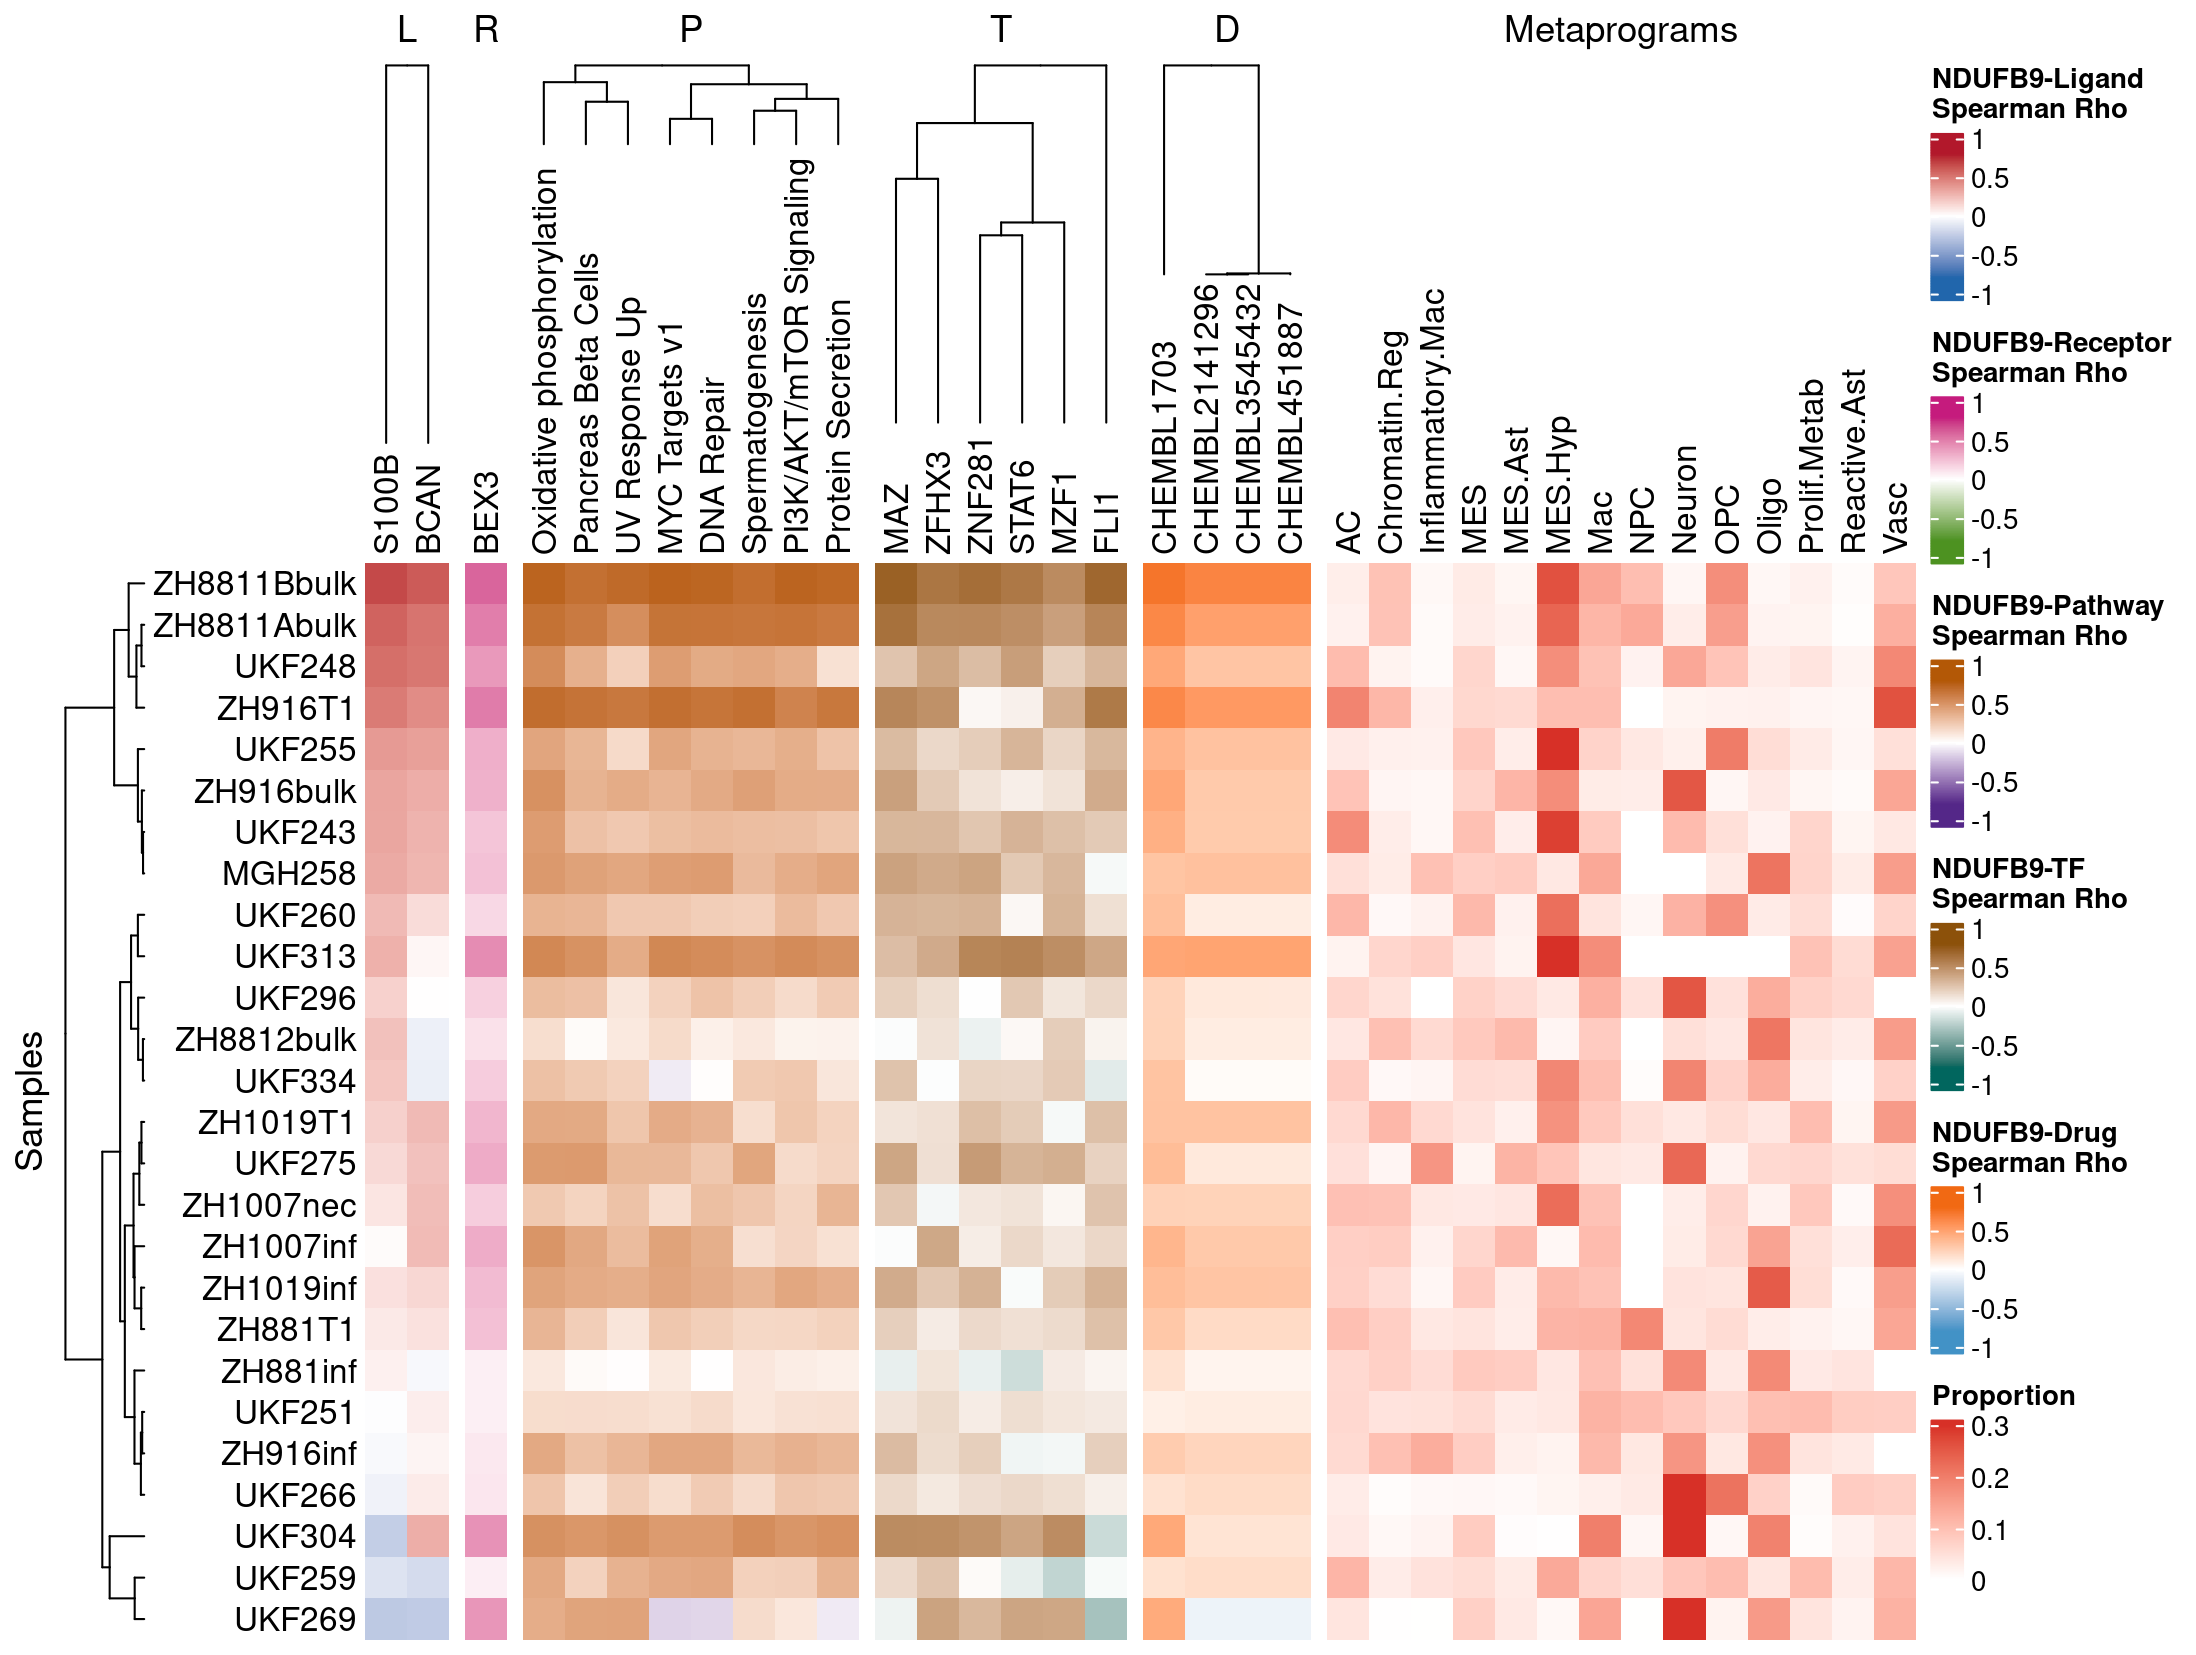 L R P T D Metaprograms
Oxidative phosphorylation
Pancreas Beta Cells
UV Response Up
MYC Targets v1
DNA Repair
Spermatogenesis
PI3K/AKT/mTOR Signaling
Protein Secretion
S100B
BCAN
BEX3
MAZ
ZFHX3
ZNF281
STAT6
MZF1
FLI1
CHEMBL1703
CHEMBL2141296
CHEMBL3545432
CHEMBL451887
AC
Chromatin.Reg
Inflammatory.Mac
MES
MES.Ast
MES.Hyp
Mac
NPC
Neuron
OPC
Oligo
Prolif.Metab
Reactive.Ast
Vasc
Samples
ZH8811Bbulk
ZH8811Abulk
UKF248
ZH916T1
UKF255
ZH916bulk
UKF243
MGH258
UKF260
UKF313
UKF296
ZH8812bulk
UKF334
ZH1019T1
UKF275
ZH1007nec
ZH1007inf
ZH1019inf
ZH881T1
ZH881inf
UKF251
ZH916inf
UKF266
UKF304
UKF259
UKF269
NDUFB9-Ligand
Spearman Rho
1
0.5
0
-0.5
-1
NDUFB9-Receptor
Spearman Rho
1
0.5
0
-0.5
-1
NDUFB9-Pathway
Spearman Rho
1
0.5
0
-0.5
-1
NDUFB9-TF
Spearman Rho
1
0.5
0
-0.5
-1
NDUFB9-Drug
Spearman Rho
1
0.5
0
-0.5
-1
Proportion
0.3
0.2
0.1
0